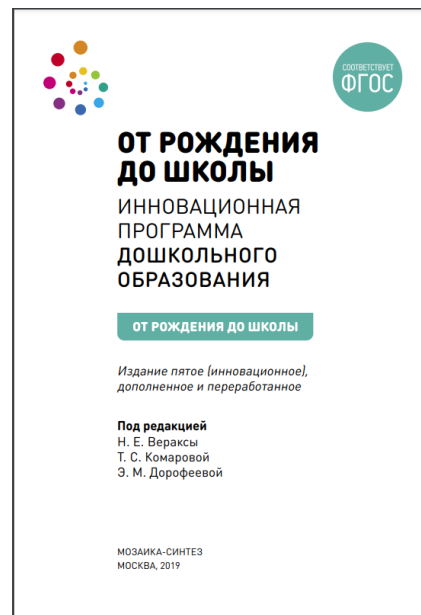 СООТВЕТСТВУЕТ
ФГОС
ОТ РОЖДЕНИЯ
ДО ШКОЛЫ
ИННОВАЦИОННАЯ
ПРОГРАММА
ДОШКОЛЬНОГО
ОБРАЗОВАНИЯ
ОТ РОЖДЕНИЯ ДО ШКОЛЫ
Издание пятое (инновационное),
дополненное и переработанное
Под редакцией
Н. Е. Вераксы
Т. С. Комаровой
Э. М. Дорофеевой
МОЗАИКА-СИНТЕЗ
МОСКВА, 2019